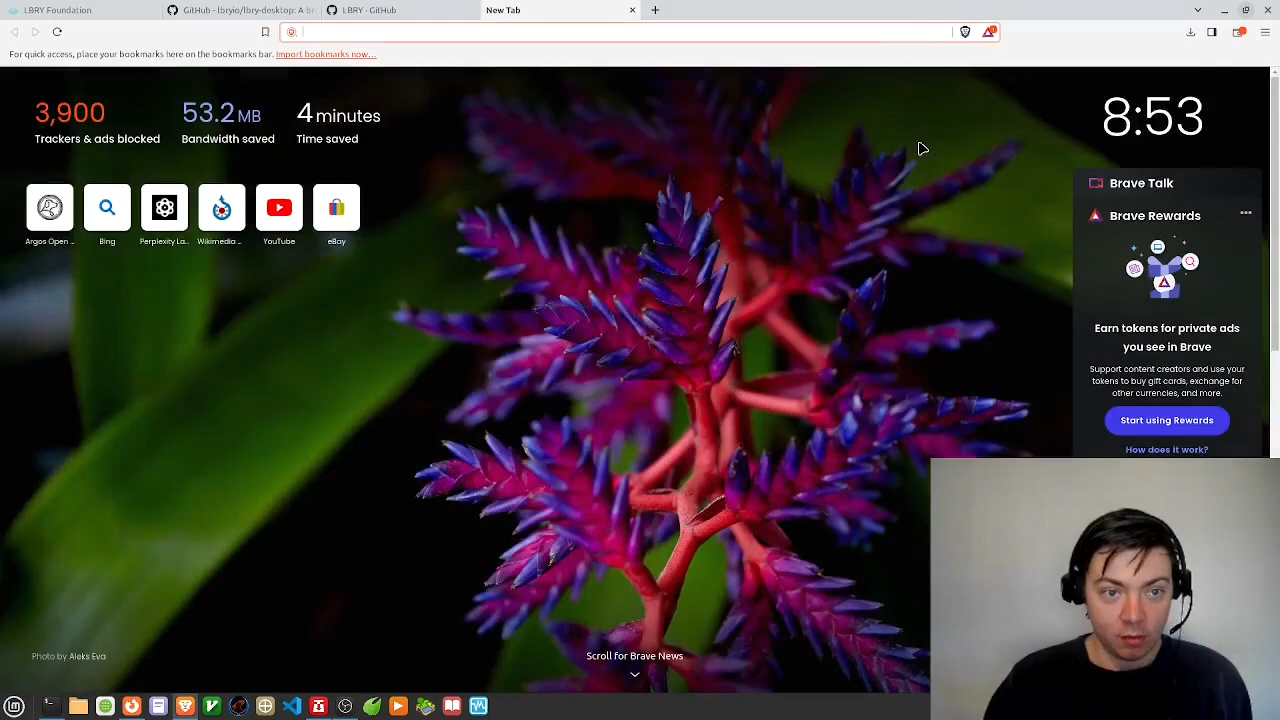 LBRY Foundation
GitHub - lbryio/lbry-desktop: A br
LBRY · GitHub
New Tab
For quick access, place your bookmarks here on the bookmarks bar. Import bookmarks now...
3,900
Trackers & ads blocked
53.2 MB
Bandwidth saved
4 minutes
Time saved
8:53
Argos Open ...
Bing
Perplexity La...
Wikimedia ...
YouTube
eBay
Brave Talk
Brave Rewards
Earn tokens for private ads
you see in Brave
Support content creators and use your
tokens to buy gift cards, exchange for
other currencies, and more.
Start using Rewards
How does it work?
Photo by Aleks Eva
Scroll for Brave News